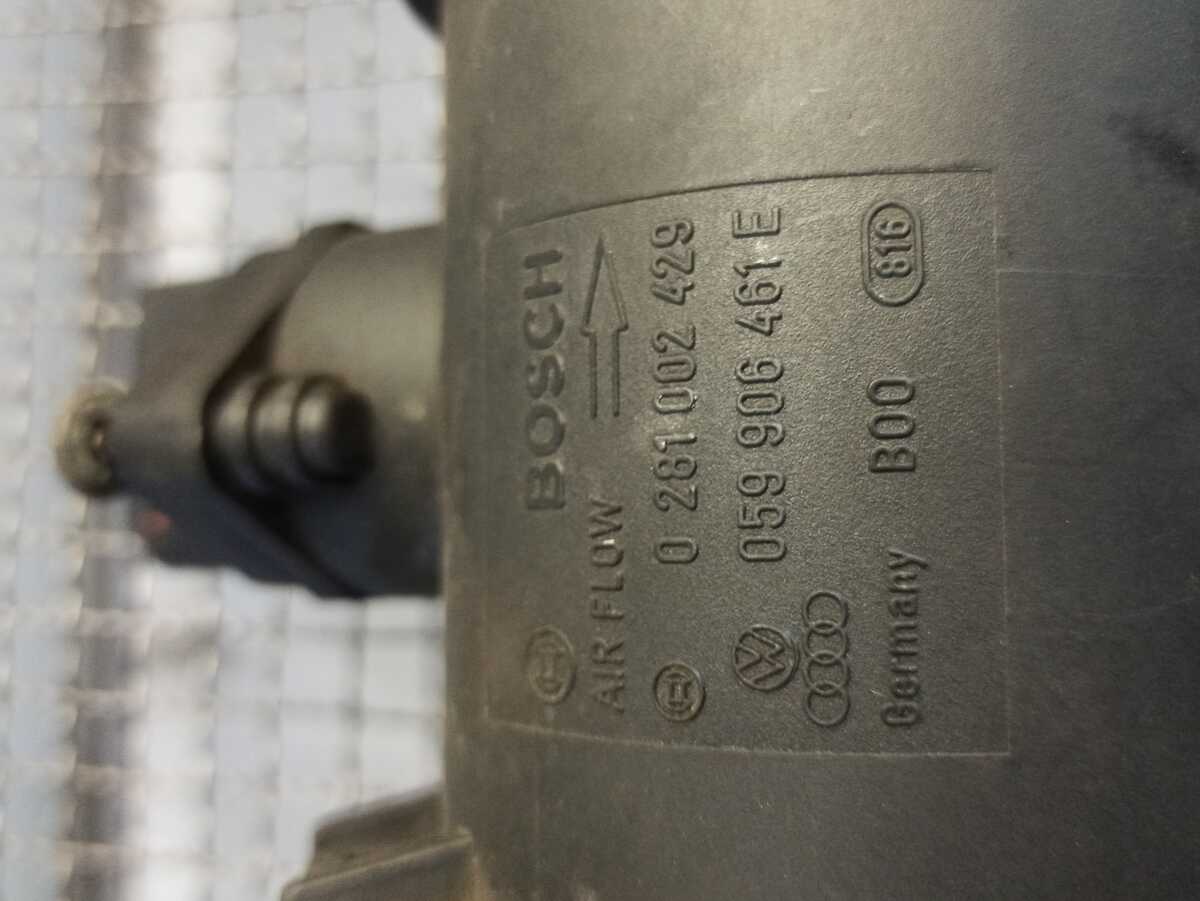 BOSCH
AIR FLOW
0 281 002 429
059 906 461 E
Germany B00 816